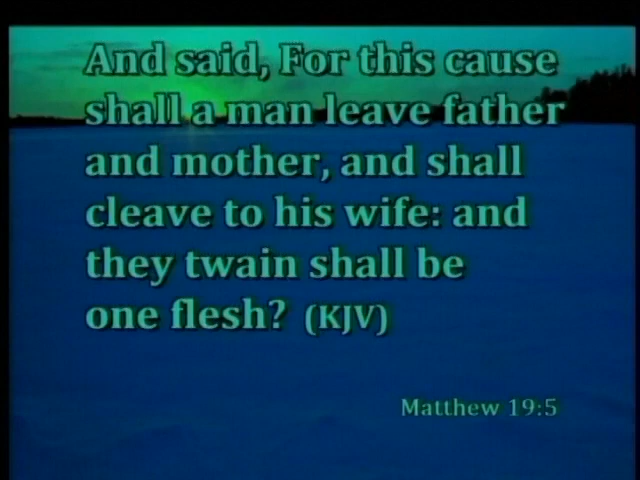 And said, For this cause
shall a man leave father
and mother, and shall
cleave to his wife: and
they twain shall be
one flesh? (KJV)
Matthew 19:5